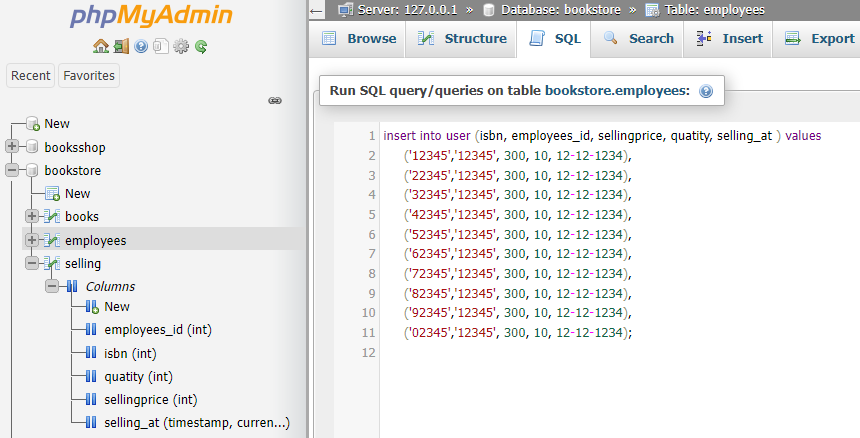 phpMyAdmin
Recent Favorites
New
booksshop
bookstore
New
books
employees
selling
Columns
New
employees_id (int)
isbn (int)
quatity (int)
sellingprice (int)
selling_at (timestamp, curren...)
← Server: 127.0.0.1 » Database: bookstore » Table: employees
Browse Structure SQL Search Insert Export
Run SQL query/queries on table bookstore.employees:
1 insert into user (isbn, employees_id, sellingprice, quatity, selling_at ) values
2 ('12345','12345', 300, 10, 12-12-1234),
3 ('22345','12345', 300, 10, 12-12-1234),
4 ('32345','12345', 300, 10, 12-12-1234),
5 ('42345','12345', 300, 10, 12-12-1234),
6 ('52345','12345', 300, 10, 12-12-1234),
7 ('62345','12345', 300, 10, 12-12-1234),
8 ('72345','12345', 300, 10, 12-12-1234),
9 ('82345','12345', 300, 10, 12-12-1234),
10 ('92345','12345', 300, 10, 12-12-1234),
11 ('02345','12345', 300, 10, 12-12-1234);
12